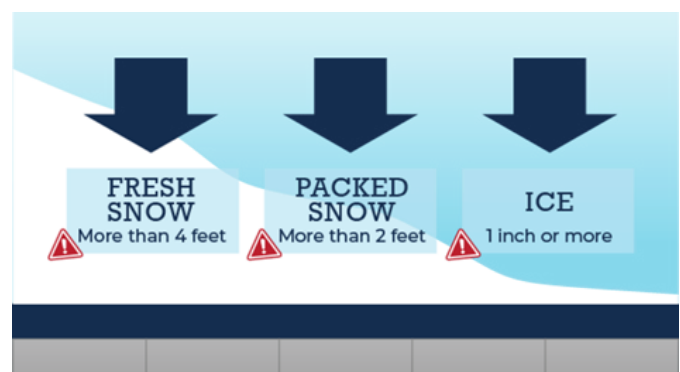 FRESH
SNOW
More than 4 feet
PACKED
SNOW
More than 2 feet
ICE
1 inch or more